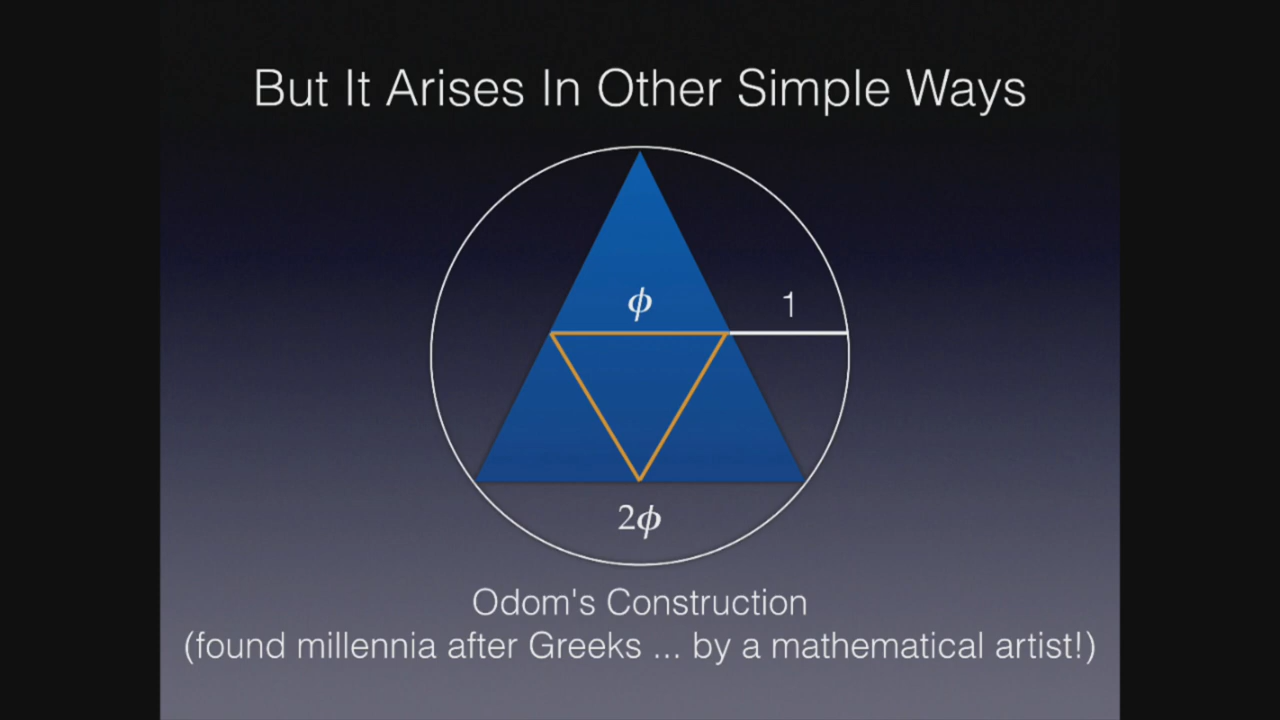 But It Arises In Other Simple Ways
ϕ
1
2ϕ
Odom's Construction
(found millennia after Greeks ... by a mathematical artist!)